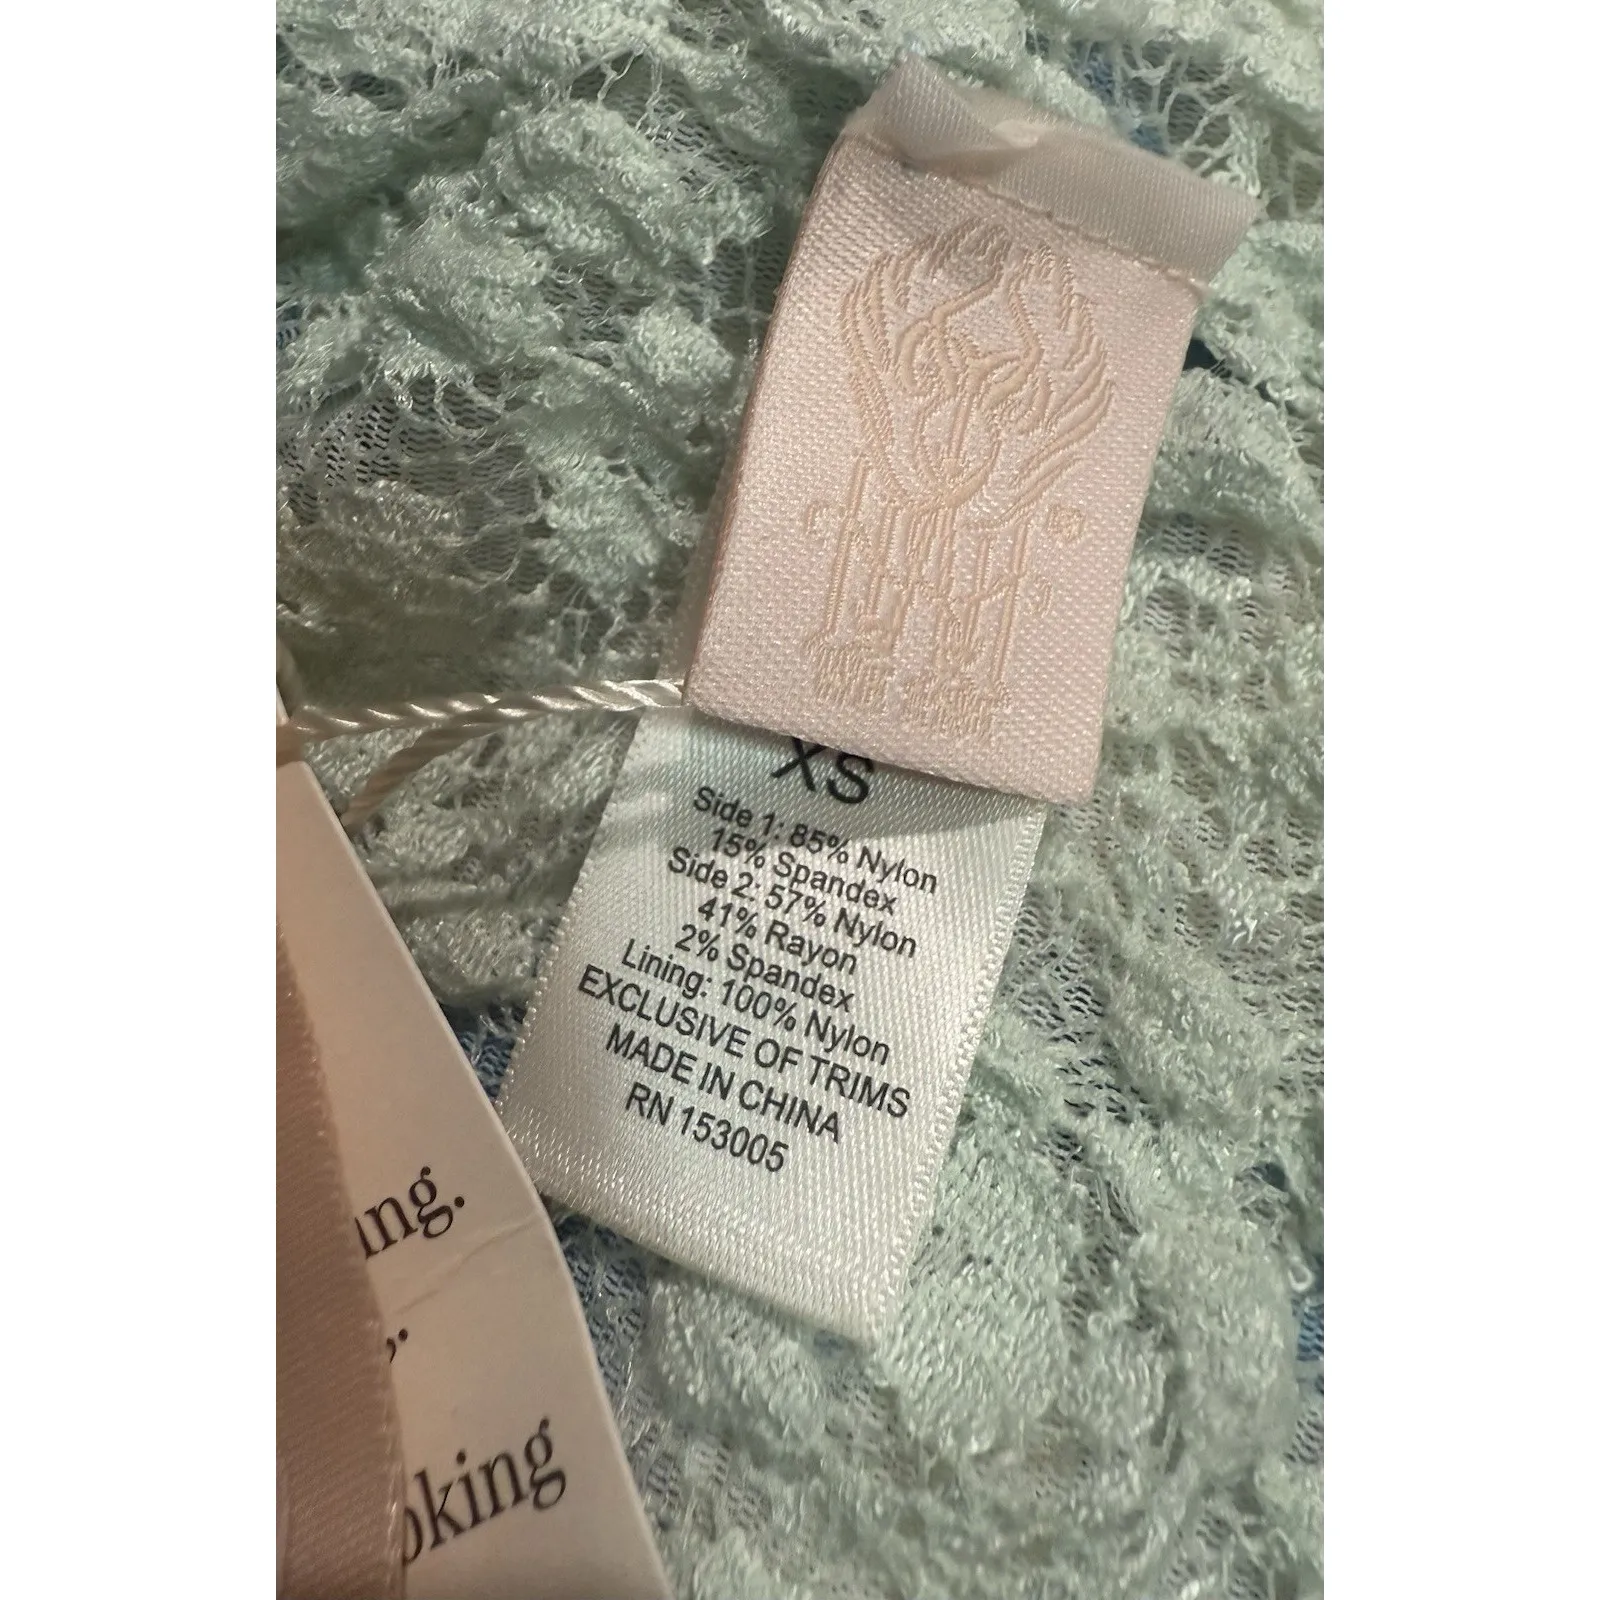 XS
Side 1: 85% Nylon
15% Spandex
Side 2: 57% Nylon
41% Rayon
2% Spandex
Lining: 100% Nylon
EXCLUSIVE OF TRIMS
MADE IN CHINA
RN 153005
ng.
oking